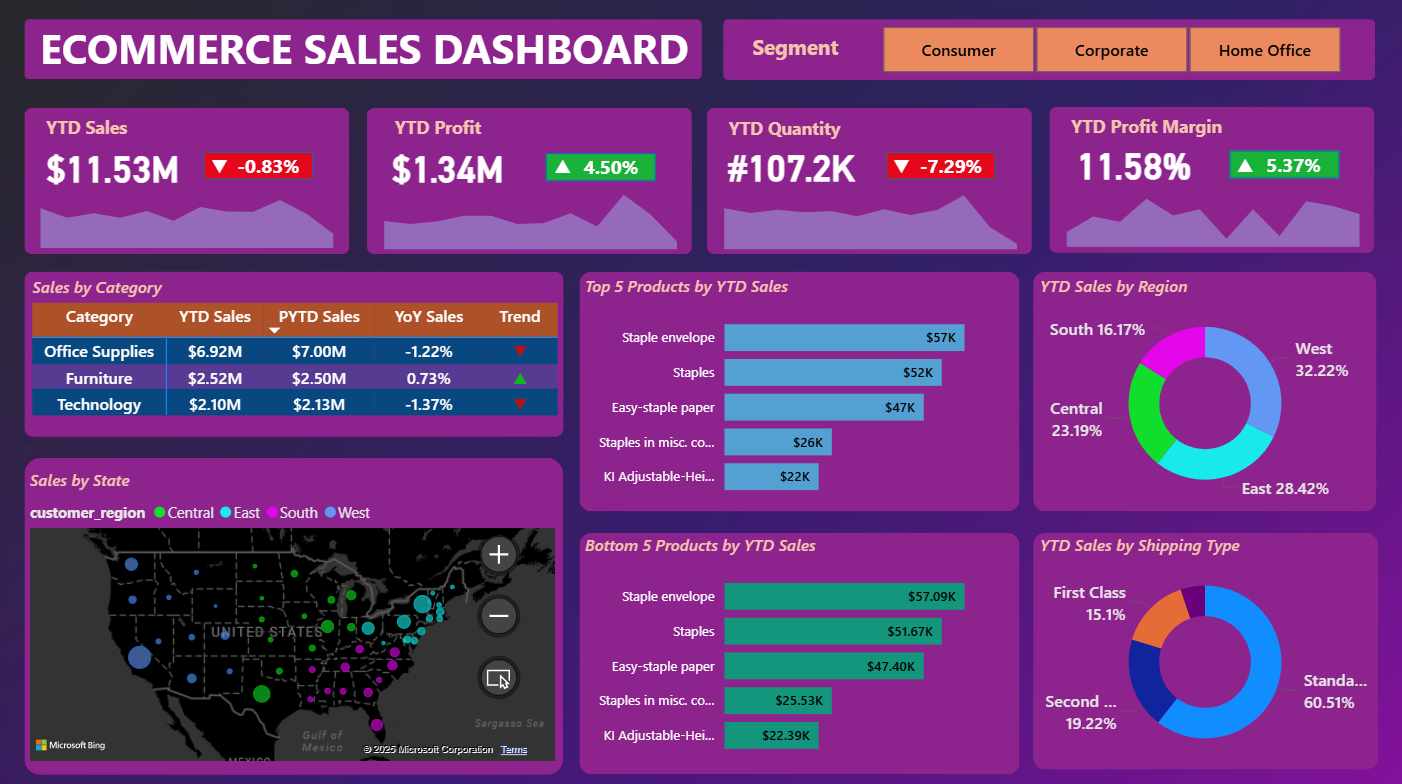 ECOMMERCE SALES DASHBOARD
Segment
Consumer
Corporate
Home Office
YTD Sales
$11.53M
-0.83%
YTD Profit
$1.34M
4.50%
YTD Quantity
#107.2K
-7.29%
YTD Profit Margin
11.58%
5.37%
Sales by Category
Category YTD Sales PYTD Sales YoY Sales Trend
Office Supplies $6.92M $7.00M -1.22%
Furniture $2.52M $2.50M 0.73%
Technology $2.10M $2.13M -1.37%
Top 5 Products by YTD Sales
Staple envelope $57K
Staples $52K
Easy-staple paper $47K
Staples in misc. co... $26K
KI Adjustable-Hei... $22K
YTD Sales by Region
South 16.17%
West
32.22%
Central
23.19%
East 28.42%
Sales by State
customer_region Central East South West
UNITED STATES
Sargasso Sea
Gulf of
Mexico
MEXICO
Microsoft Bing
© 2025 Microsoft Corporation Terms
Bottom 5 Products by YTD Sales
Staple envelope $57.09K
Staples $51.67K
Easy-staple paper $47.40K
Staples in misc. co... $25.53K
KI Adjustable-Hei... $22.39K
YTD Sales by Shipping Type
First Class
15.1%
Standa...
60.51%
Second ...
19.22%